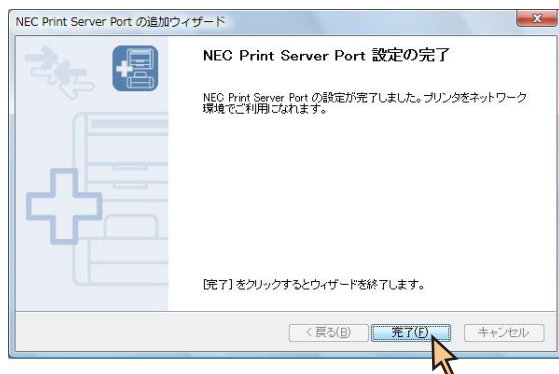 NEC Print Server Port の追加ウィザード
NEC Print Server Port 設定の完了
NEC Print Server Port の設定が完了しました。プリンタをネットワーク
環境でご利用になれます。
[完了] をクリックするとウィザードを終了します。
< 戻る(B)
完了(F)
キャンセル